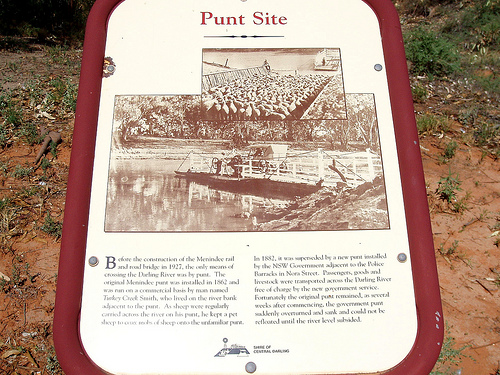 Punt Site
Before the construction of the Menindee rail
and road bridge in 1927, the only means of
crossing the Darling River was by punt. The
original Menindee punt was installed in 1862 and
was run on a commercial basis by man named
Turkey Creek Smith, who lived on the river bank
adjacent to the punt. As sheep were regularly
carried across the river on his punt, he kept a pet
sheep to coax mobs of sheep onto the unfamiliar punt.
In 1882, it was superseded by a new punt installed
by the NSW Government adjacent to the Police
Barracks in Nora Street. Passengers, goods and
livestock were transported across the Darling River
free of charge by the new government service.
Fortunately the original punt remained, as several
weeks after commencing, the government punt
suddenly overturned and sank and could not be
refloated until the river level subsided.
SHIRE OF
CENTRAL DARLING